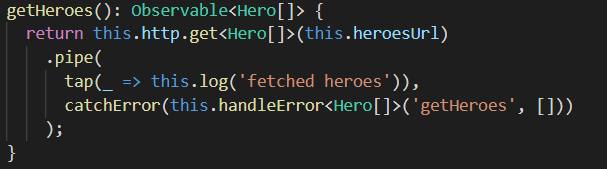 getHeroes(): Observable<Hero[]> {
  return this.http.get<Hero[]>(this.heroesUrl)
    .pipe(
      tap(_ => this.log('fetched heroes')),
      catchError(this.handleError<Hero[]>('getHeroes', []))
    );
}